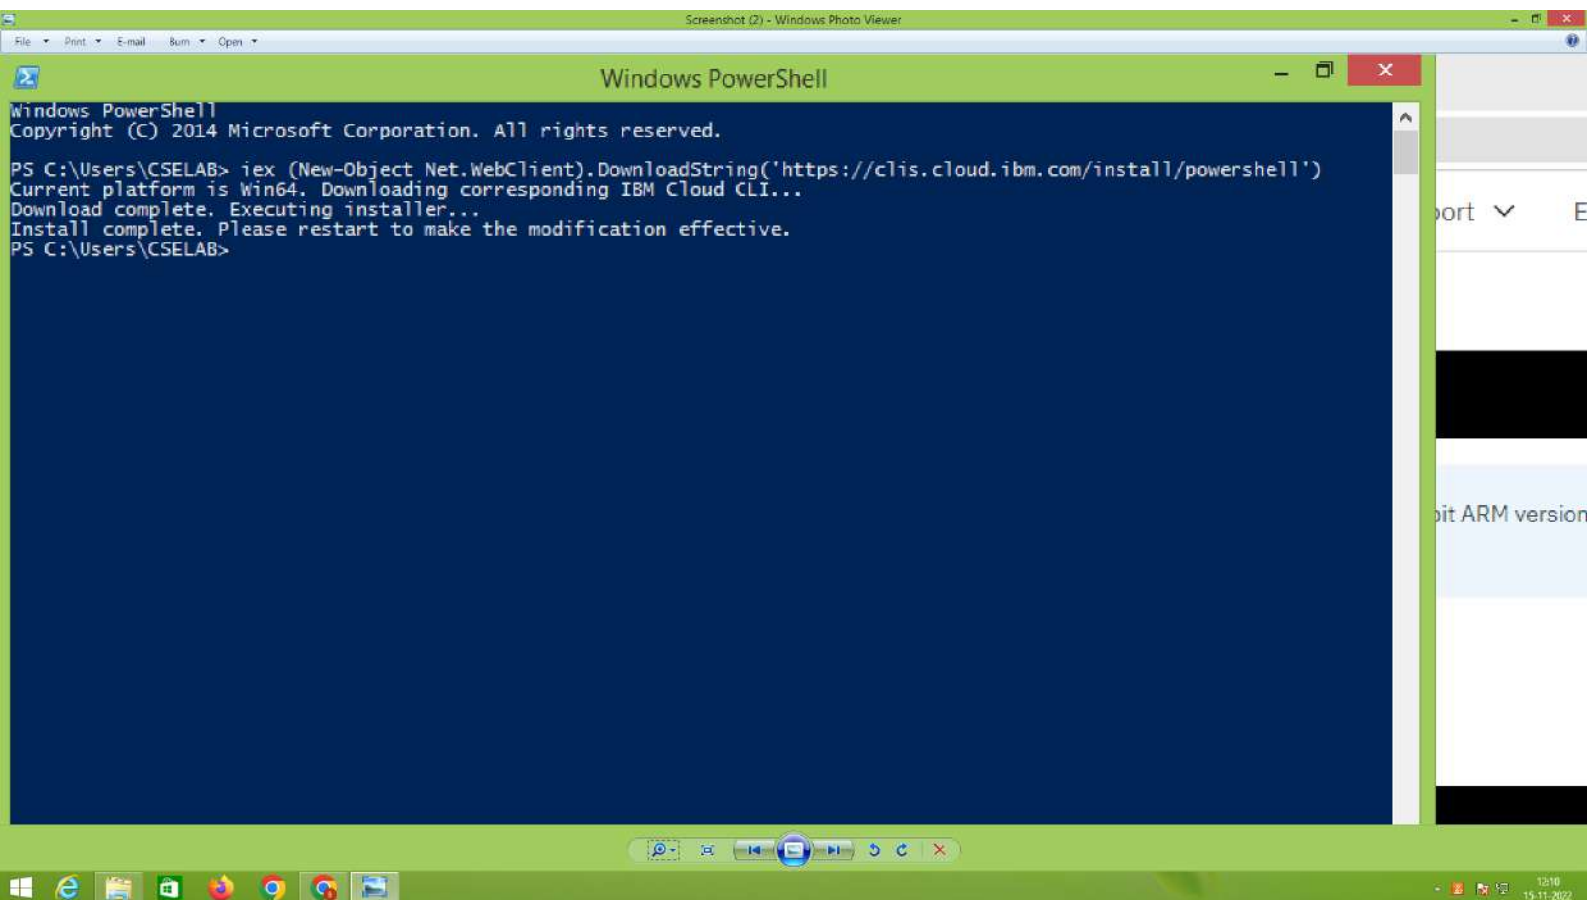 Screenshot (2) - Windows Photo Viewer
File Print E-mail Burn Open
Windows PowerShell
Windows PowerShell
Copyright (C) 2014 Microsoft Corporation. All rights reserved.
PS C:\Users\CSELAB> iex (New-Object Net.WebClient).DownloadString('https://clis.cloud.ibm.com/install/powershell')
Current platform is Win64. Downloading corresponding IBM Cloud CLI...
Download complete. Executing installer...
Install complete. Please restart to make the modification effective.
PS C:\Users\CSELAB>
port E
bit ARM version
12:10
15-11-2022